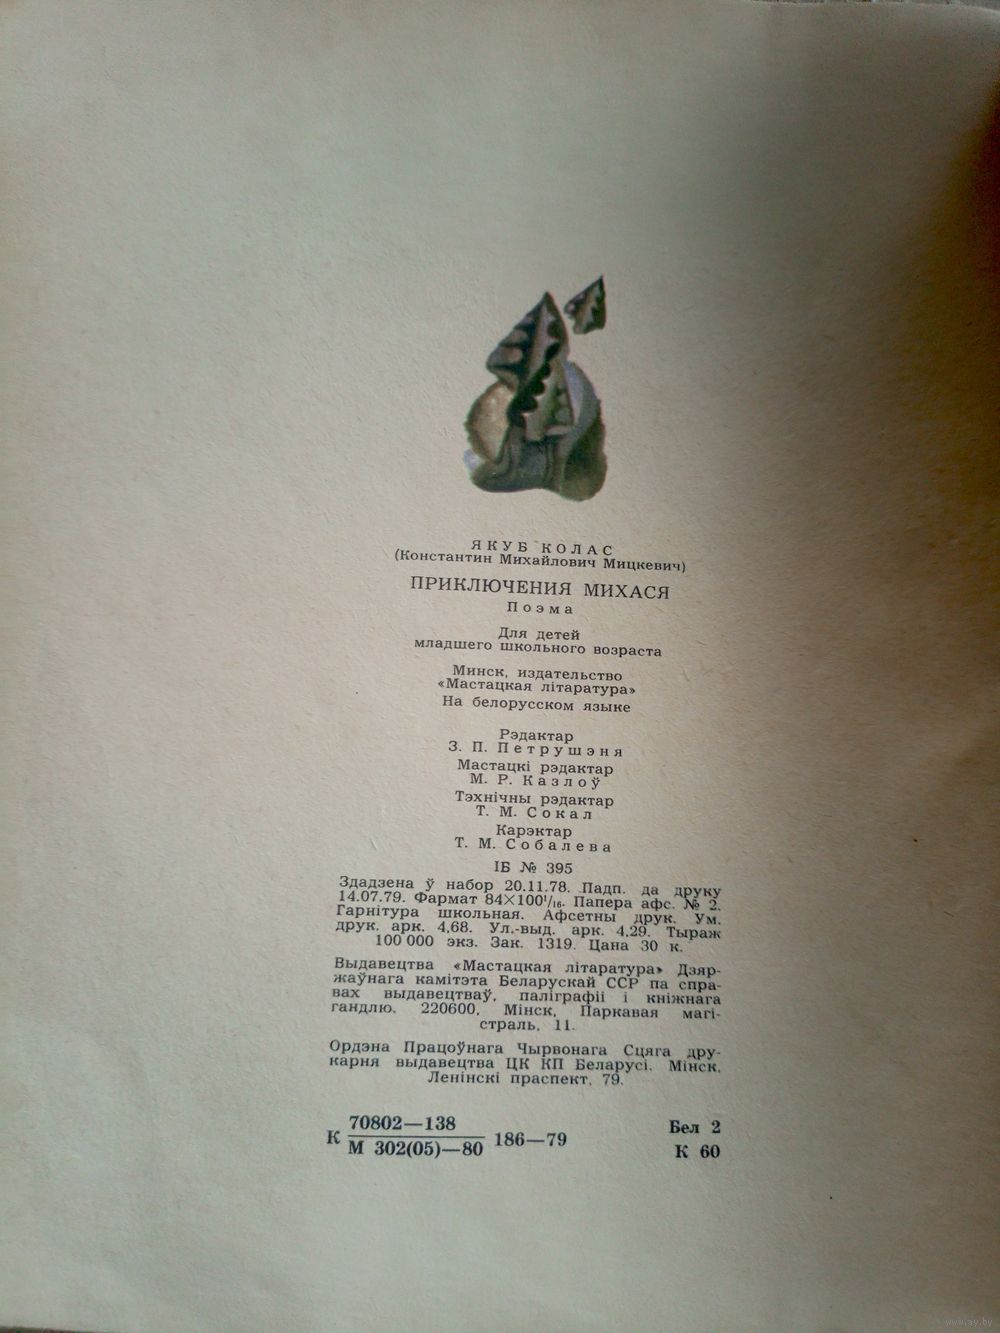 ЯКУБ КОЛАС
(Константин Михайлович Мицкевич)
ПРИКЛЮЧЕНИЯ МИХАСЯ
Поэма
Для детей
младшего школьного возраста
Минск, издательство
«Мастацкая літаратура»
На белорусском языке
Рэдактар
З. П. Петрушэня
Мастацкі рэдактар
М. Р. Казлоў
Тэхнічны рэдактар
Т. М. Сокал
Карэктар
Т. М. Собалева
ІБ № 395
Здадзена ў набор 20.11.78. Падп. да друку
14.07.79. Фармат 84×100¹/₁₆. Папера афс. № 2.
Гарнітура школьная. Афсетны друк. Ум.
друк. арк. 4,68. Ул.-выд. арк. 4,29. Тыраж
100 000 экз. Зак. 1319. Цана 30 к.
Выдавецтва «Мастацкая літаратура» Дзяр-
жаўнага камітэта Беларускай ССР па спра-
вах выдавецтваў, паліграфіі і кніжнага
гандлю. 220600, Мінск, Паркавая магі-
страль, 11.
Ордэна Працоўнага Чырвонага Сцяга дру-
карня выдавецтва ЦК КП Беларусі. Мінск,
Ленінскі праспект, 79.
К 70802—138 / М 302(05)—80 186—79
Бел 2
К 60
www.ay.by